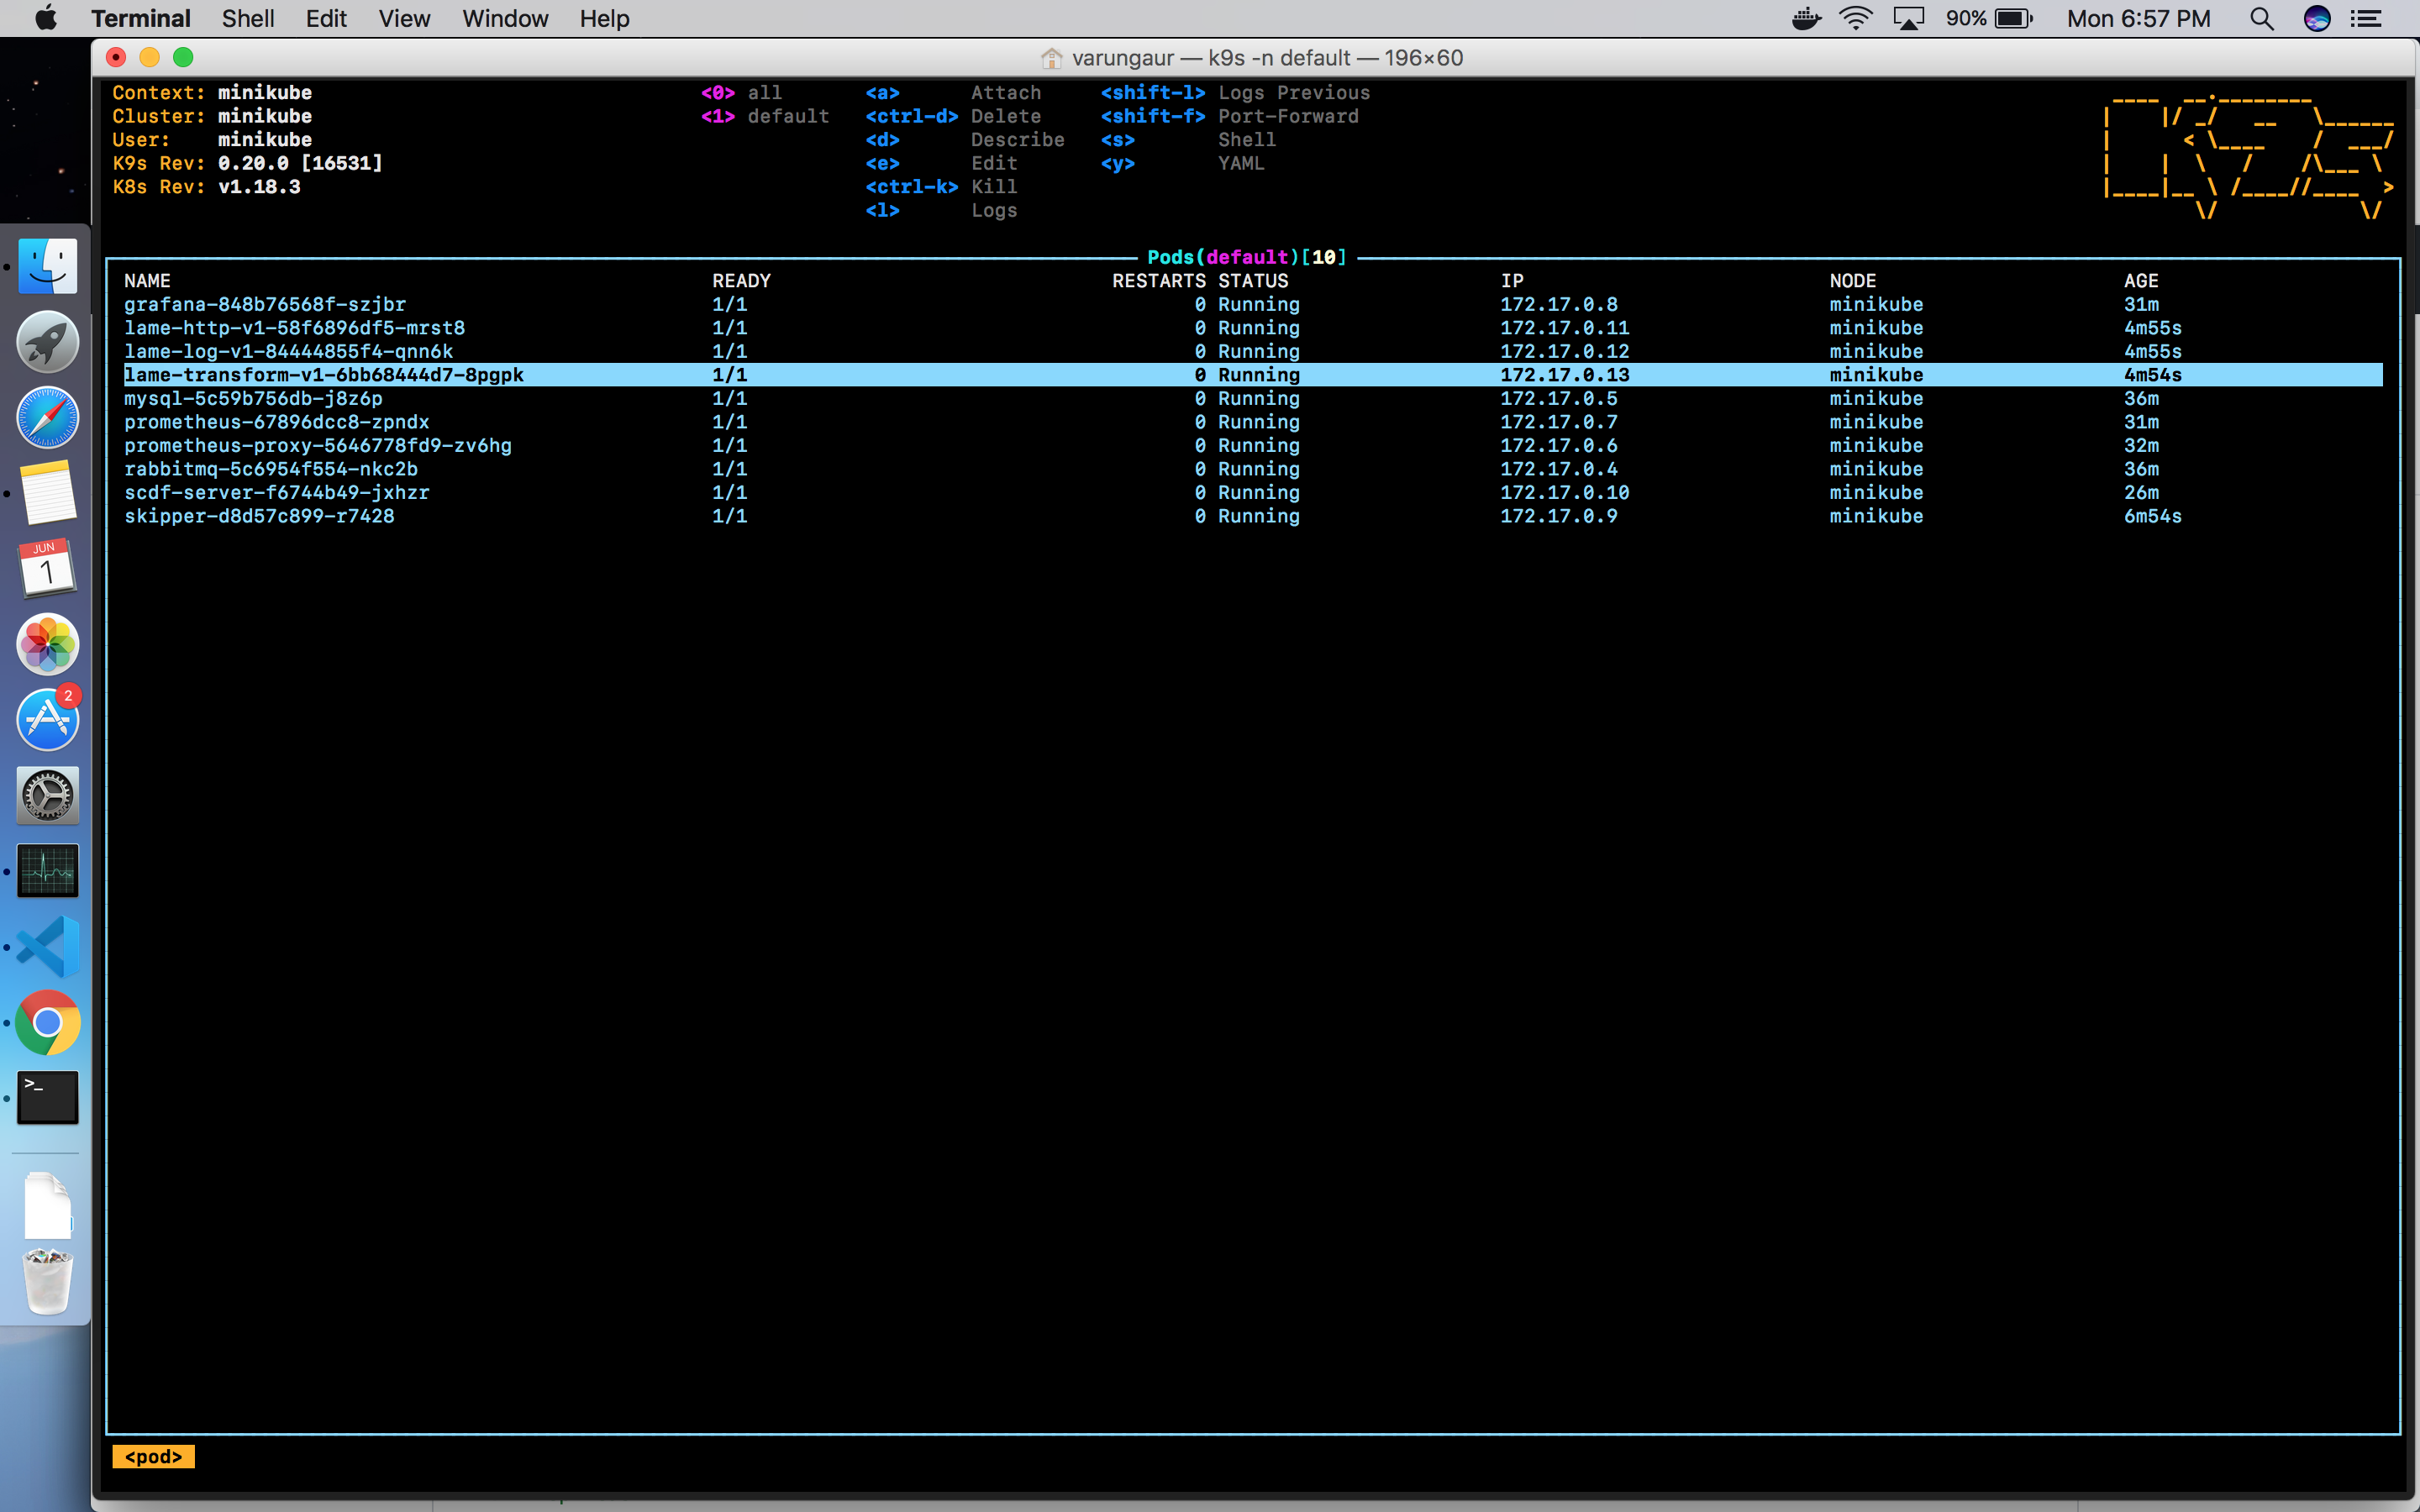 Terminal Shell Edit View Window Help 90% Mon 6:57 PM
varungaur — k9s -n default — 196×60
Context: minikube <0> all <a> Attach <shift-l> Logs Previous
Cluster: minikube <1> default <ctrl-d> Delete <shift-f> Port-Forward
User: minikube <d> Describe <s> Shell
K9s Rev: 0.20.0 [16531] <e> Edit <y> YAML
K8s Rev: v1.18.3 <ctrl-k> Kill
<l> Logs
Pods(default)[10]
NAME READY RESTARTS STATUS IP NODE AGE
grafana-848b76568f-szjbr 1/1 0 Running 172.17.0.8 minikube 31m
lame-http-v1-58f6896df5-mrst8 1/1 0 Running 172.17.0.11 minikube 4m55s
lame-log-v1-84444855f4-qnn6k 1/1 0 Running 172.17.0.12 minikube 4m55s
lame-transform-v1-6bb68444d7-8pgpk 1/1 0 Running 172.17.0.13 minikube 4m54s
mysql-5c59b756db-j8z6p 1/1 0 Running 172.17.0.5 minikube 36m
prometheus-67896dcc8-zpndx 1/1 0 Running 172.17.0.7 minikube 31m
prometheus-proxy-5646778fd9-zv6hg 1/1 0 Running 172.17.0.6 minikube 32m
rabbitmq-5c6954f554-nkc2b 1/1 0 Running 172.17.0.4 minikube 36m
scdf-server-f6744b49-jxhzr 1/1 0 Running 172.17.0.10 minikube 26m
skipper-d8d57c899-r7428 1/1 0 Running 172.17.0.9 minikube 6m54s
JUN
1
2
>_
<pod>